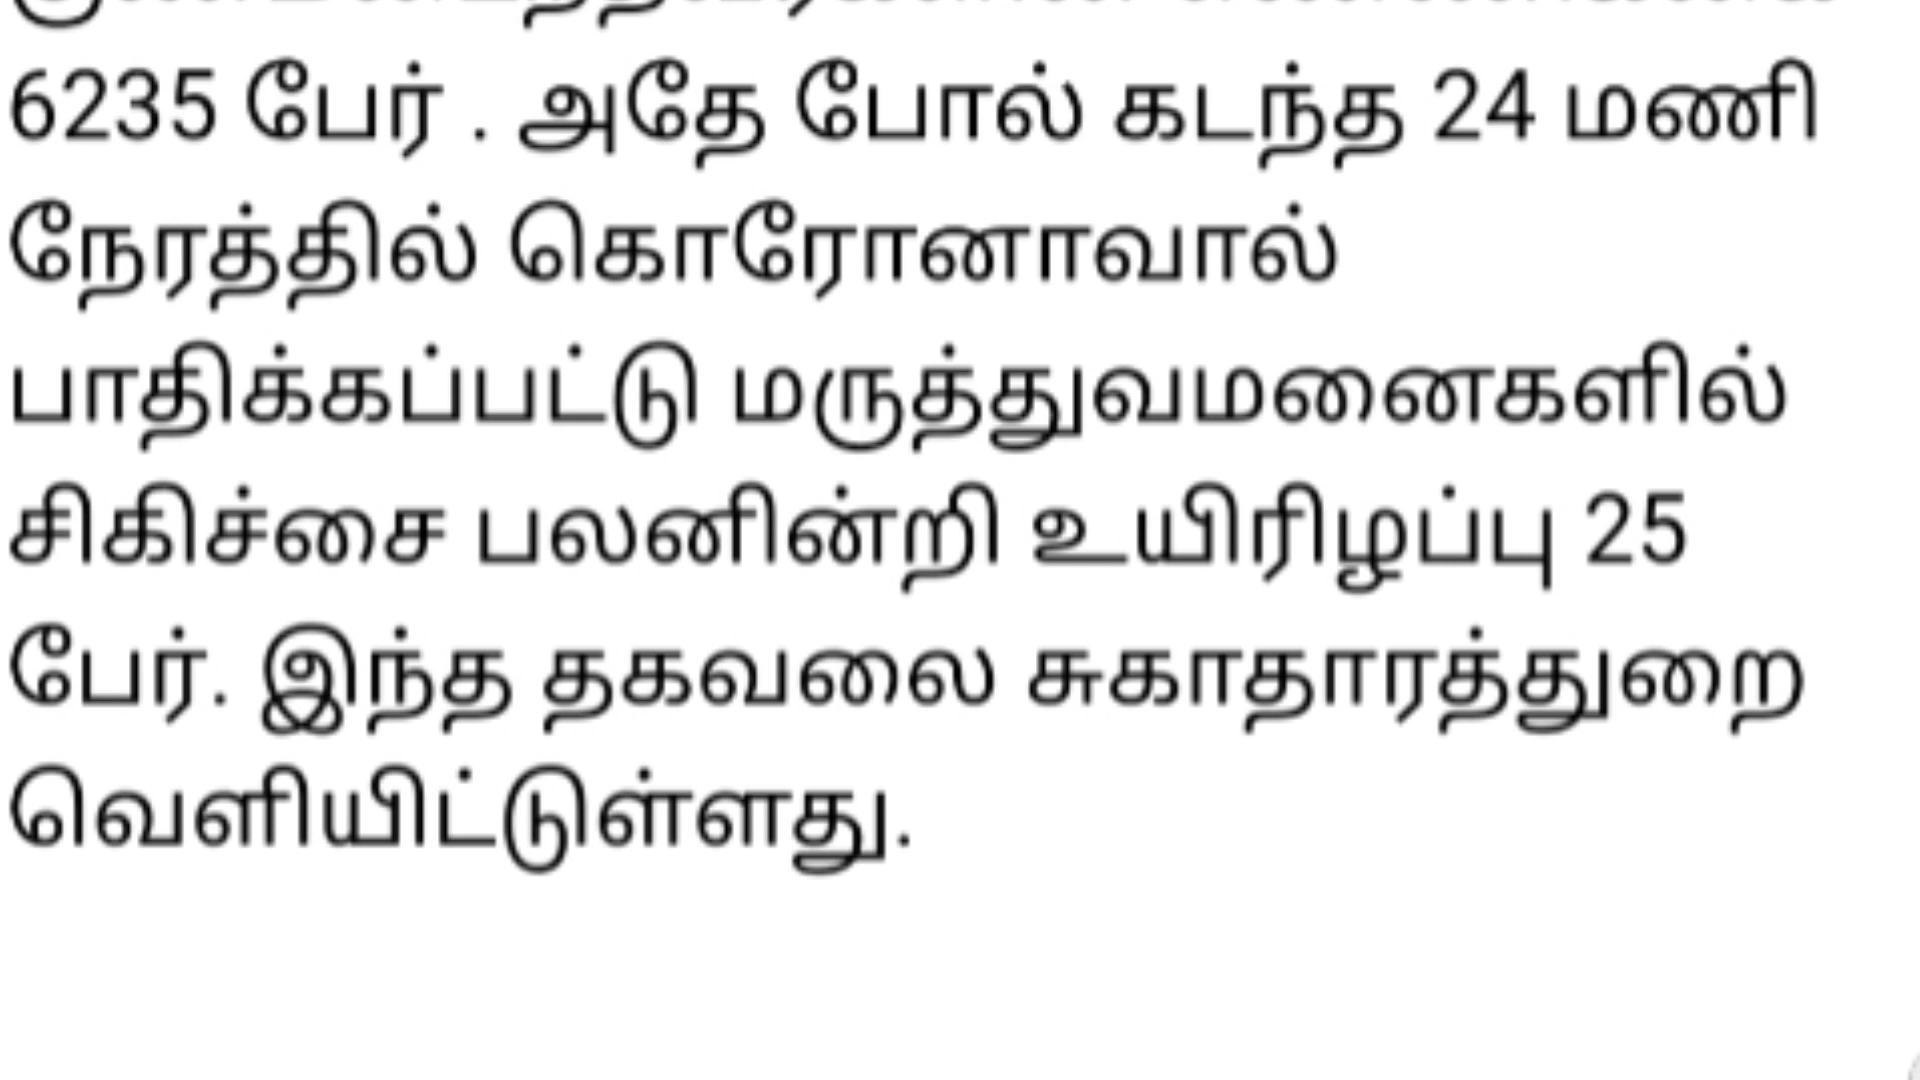 6235 பேர் . அதே போல் கடந்த 24 மணி
நேரத்தில் கொரோனாவால்
பாதிக்கப்பட்டு மருத்துவமனைகளில்
சிகிச்சை பலனின்றி உயிரிழப்பு 25
பேர். இந்த தகவலை சுகாதாரத்துறை
வெளியிட்டுள்ளது.